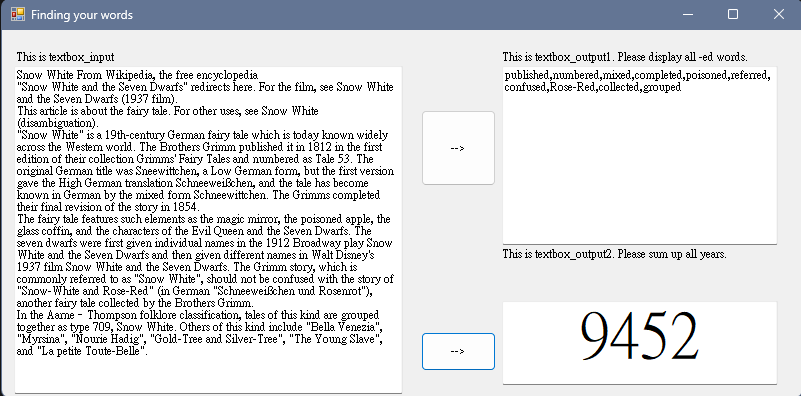 Finding your words
This is textbox_input
Snow White From Wikipedia, the free encyclopedia
"Snow White and the Seven Dwarfs" redirects here. For the film, see Snow White
and the Seven Dwarfs (1937 film).
This article is about the fairy tale. For other uses, see Snow White
(disambiguation).
"Snow White" is a 19th-century German fairy tale which is today known widely
across the Western world. The Brothers Grimm published it in 1812 in the first
edition of their collection Grimms' Fairy Tales and numbered as Tale 53. The
original German title was Sneewittchen, a Low German form, but the first version
gave the High German translation Schneeweißchen, and the tale has become
known in German by the mixed form Schneewittchen. The Grimms completed
their final revision of the story in 1854.
The fairy tale features such elements as the magic mirror, the poisoned apple, the
glass coffin, and the characters of the Evil Queen and the Seven Dwarfs. The
seven dwarfs were first given individual names in the 1912 Broadway play Snow
White and the Seven Dwarfs and then given different names in Walt Disney's
1937 film Snow White and the Seven Dwarfs. The Grimm story, which is
commonly referred to as "Snow White", should not be confused with the story of
"Snow-White and Rose-Red" (in German "Schneeweißchen und Rosenrot"),
another fairy tale collected by the Brothers Grimm.
In the Aarne–Thompson folklore classification, tales of this kind are grouped
together as type 709, Snow White. Others of this kind include "Bella Venezia",
"Myrsina", "Nourie Hadig", "Gold-Tree and Silver-Tree", "The Young Slave",
and "La petite Toute-Belle".
-->
-->
This is textbox_output1. Please display all -ed words.
published,numbered,mixed,completed,poisoned,referred,
confused,Rose-Red,collected,grouped
This is textbox_output2. Please sum up all years.
9452